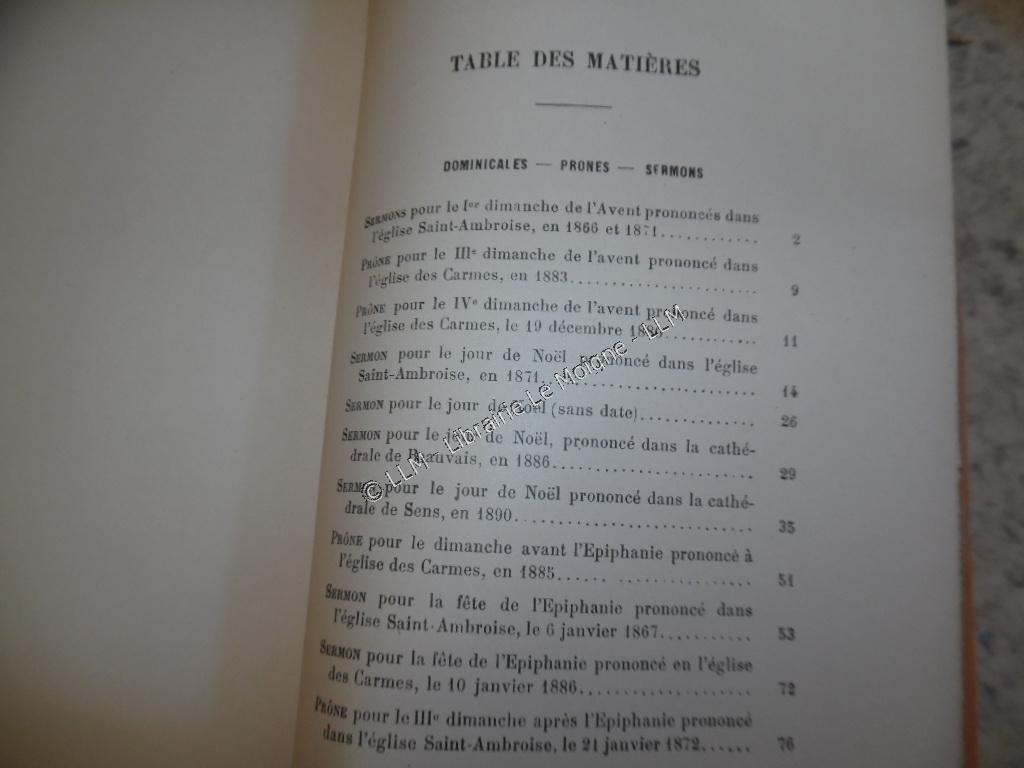 TABLE DES MATIÈRES
DOMINICALES — PRONES — SERMONS
SERMONS pour le Ier dimanche de l'Avent prononcés dans
l'église Saint-Ambroise, en 1866 et 1871............ 2
PRÔNE pour le IIIe dimanche de l'avent prononcé dans
l'église des Carmes, en 1883........................ 9
PRÔNE pour le IVe dimanche de l'avent prononcé dans
l'église des Carmes, le 19 décembre ............ 11
SERMON pour le jour de Noël prononcé dans l'église
Saint-Ambroise, en 1871........................... 14
SERMON pour le jour de Noël (sans date).............. 26
SERMON pour le jour de Noël, prononcé dans la cathé-
drale de Beauvais, en 1886......................... 29
SERMON pour le jour de Noël prononcé dans la cathé-
drale de Sens, en 1890............................. 35
PRÔNE pour le dimanche avant l'Epiphanie prononcé à
l'église des Carmes, en 1885...... ................. 51
SERMON pour la fête de l'Epiphanie prononcé dans
l'église Saint-Ambroise, le 6 janvier 1867........... 53
SERMON pour la fête de l'Epiphanie prononcé en l'église
des Carmes, le 10 janvier 1886...................... 72
PRÔNE pour le IIIe dimanche après l'Epiphanie prononcé
dans l'église Saint-Ambroise, le 21 janvier 1872...... 76
© LLM - Librairie Le Moigne - LLM